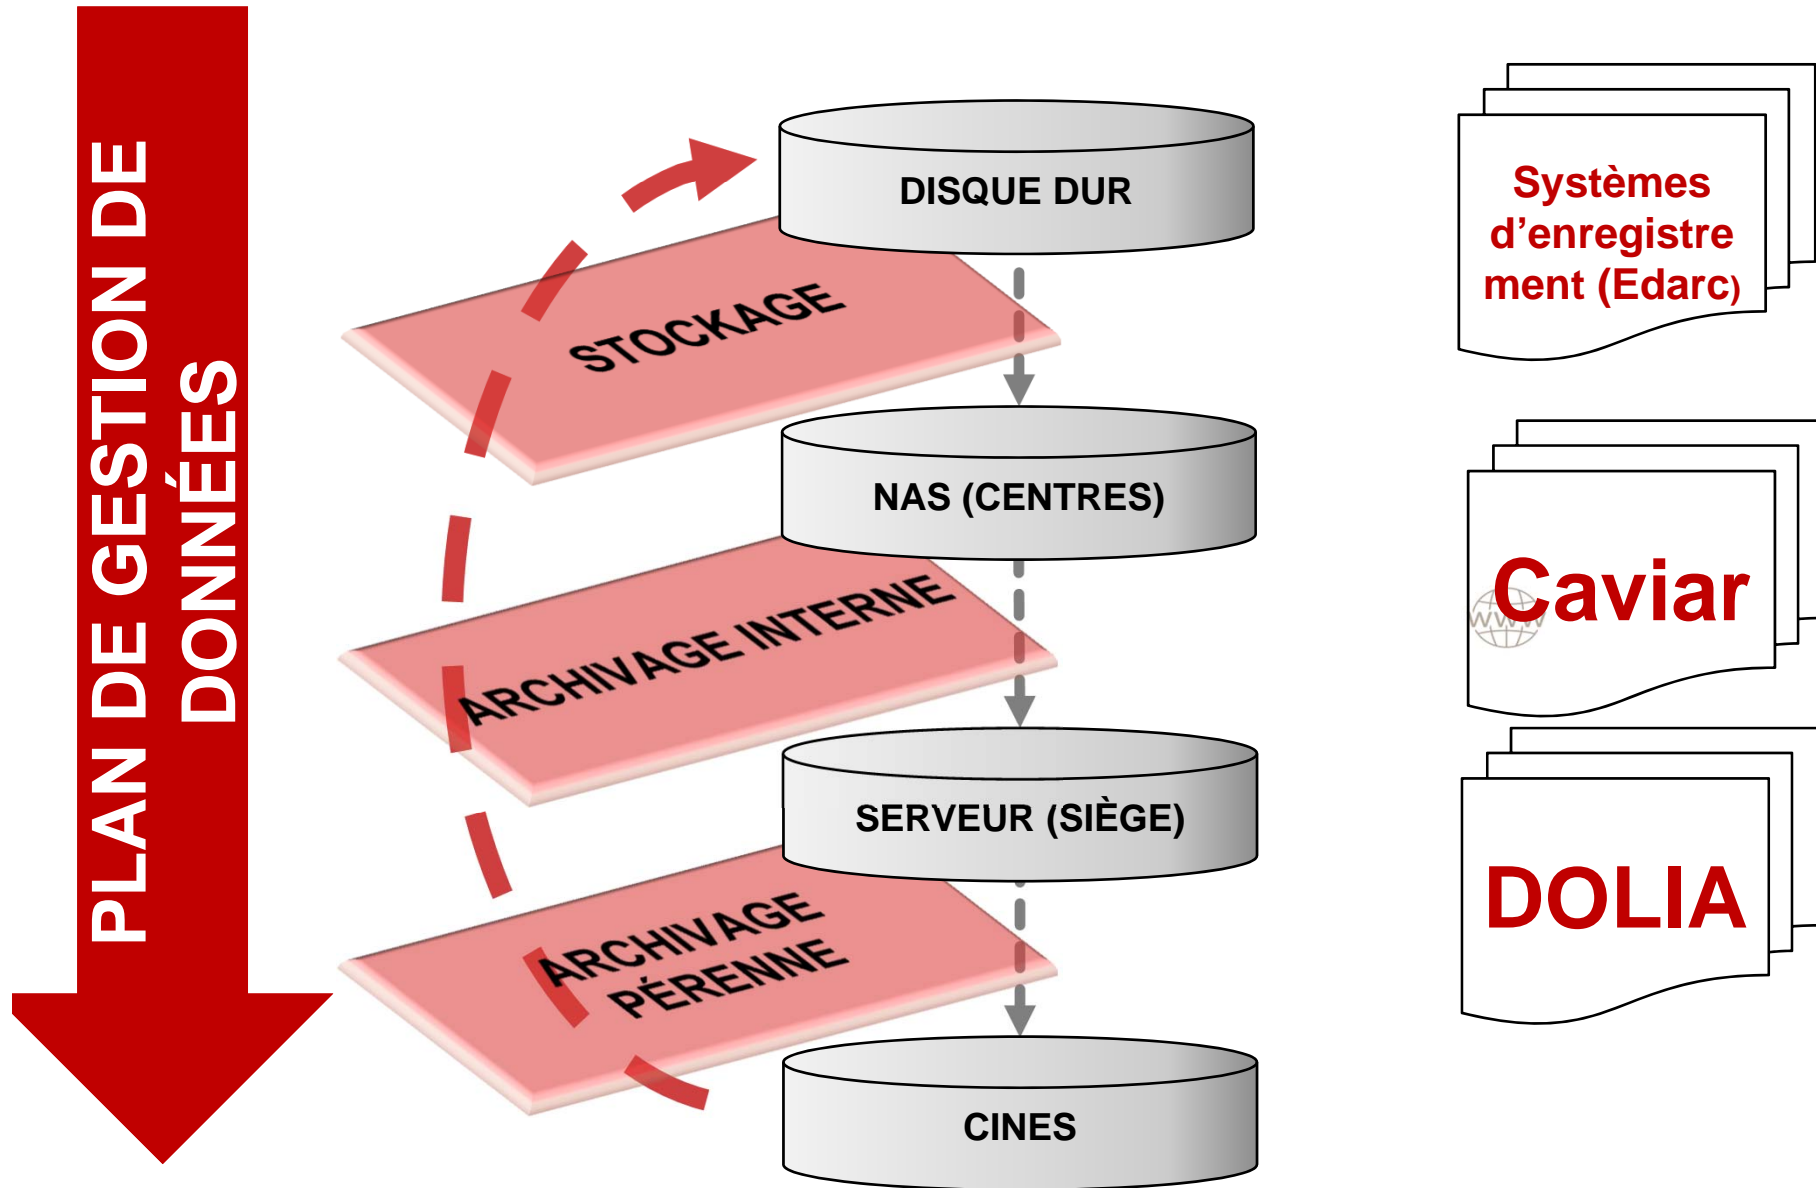 PLAN DE GESTION DE
DONNÉES
DISQUE DUR
STOCKAGE
NAS (CENTRES)
ARCHIVAGE INTERNE
SERVEUR (SIÈGE)
ARCHIVAGE
PÉRENNE
CINES
Systèmes
d’enregistre
ment (Edarc)
www
Caviar
DOLIA